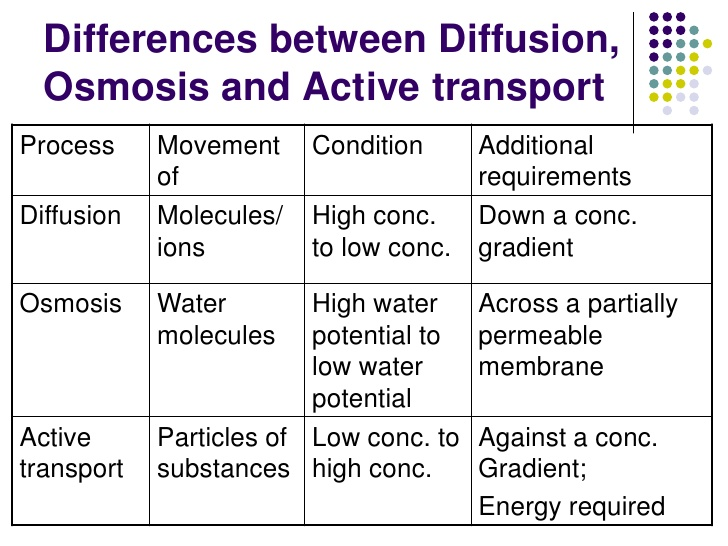 Differences between Diffusion,
Osmosis and Active transport
Process
Movement
of
Condition
Additional
requirements
Diffusion
Molecules/
ions
High conc.
to low conc.
Down a conc.
gradient
Osmosis
Water
molecules
High water
potential to
low water
potential
Across a partially
permeable
membrane
Active
transport
Particles of
substances
Low conc. to
high conc.
Against a conc.
Gradient;
Energy required